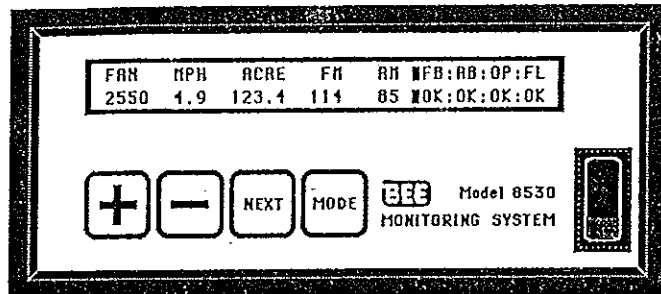 FAN MPH ACRE FM RM FB:RB:OP:FL
2550 4.9 123.4 114 85 OK:OK:OK:OK
+ − NEXT MODE
BEE Model 8530
MONITORING SYSTEM